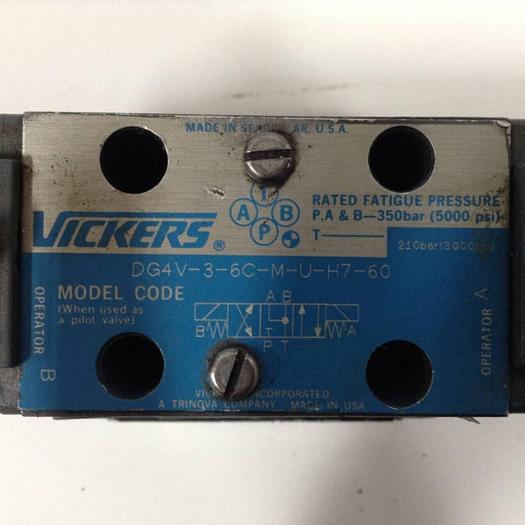 MADE IN SEARCY, AR, U.S.A.
T
A B
P
RATED FATIGUE PRESSURE
P, A & B—350bar (5000 psi)
T
210bar(3000
VICKERS®
DG4V-3-6C-M-U-H7-60
MODEL CODE
(When used as
a pilot valve)
A B
B T A
P T
OPERATOR B
OPERATOR A
INCORPORATED
A TRINOVA COMPANY MADE IN USA